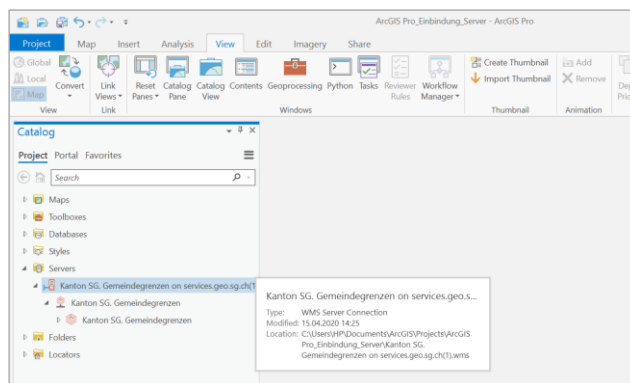 ArcGIS Pro_Einbindung_Server - ArcGIS Pro
Project Map Insert Analysis View Edit Imagery Share
Global
Local
Map
Convert
Link Views
Reset Panes
Catalog Pane
Catalog View
Contents
Geoprocessing
Python
Tasks
Reviewer Rules
Workflow Manager
Create Thumbnail
Import Thumbnail
Add
Remove
View Link Windows Thumbnail Animation
Catalog
Project Portal Favorites
Search
Maps
Toolboxes
Databases
Styles
Servers
Kanton SG. Gemeindegrenzen on services.geo.sg.ch(1
Kanton SG. Gemeindegrenzen
Kanton SG. Gemeindegrenzen
Folders
Locators
Kanton SG. Gemeindegrenzen on services.geo.s...
Type: WMS Server Connection
Modified: 15.04.2020 14:25
Location: C:\Users\HP\Documents\ArcGIS\Projects\ArcGIS
Pro_Einbindung_Server\Kanton SG.
Gemeindegrenzen on services.geo.sg.ch(1).wms